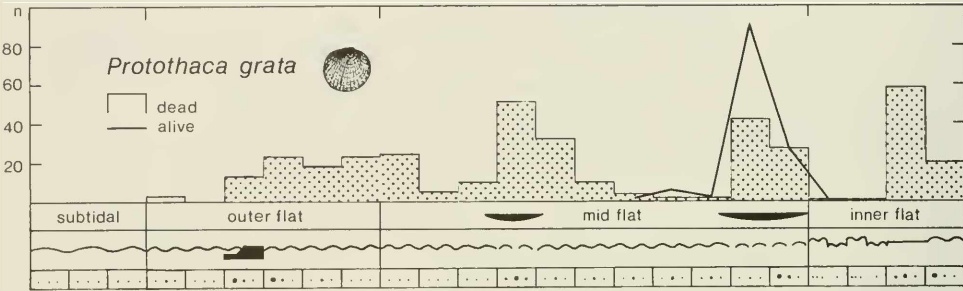 n
80
60
40
20
Protothaca grata
dead
alive
subtidal
outer flat
mid flat
inner flat